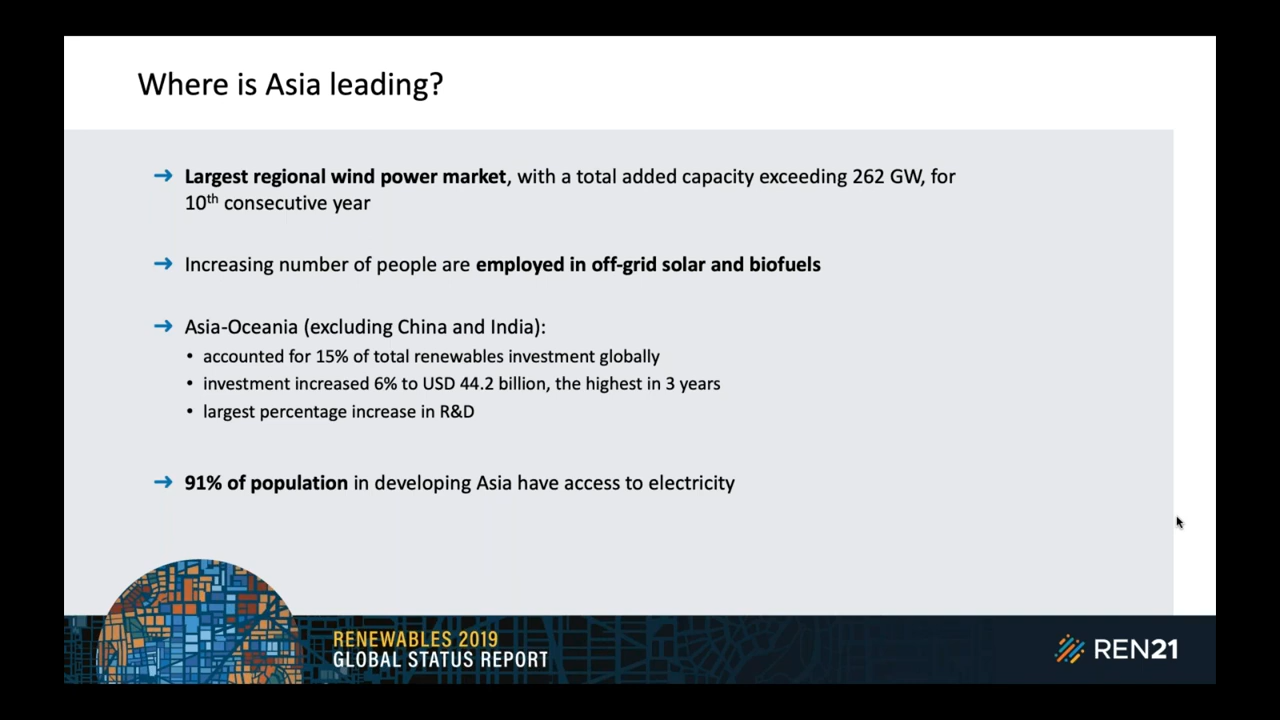 Where is Asia leading?
→ Largest regional wind power market, with a total added capacity exceeding 262 GW, for
10th consecutive year
→ Increasing number of people are employed in off-grid solar and biofuels
→ Asia-Oceania (excluding China and India):
• accounted for 15% of total renewables investment globally
• investment increased 6% to USD 44.2 billion, the highest in 3 years
• largest percentage increase in R&D
→ 91% of population in developing Asia have access to electricity
RENEWABLES 2019
GLOBAL STATUS REPORT
REN21